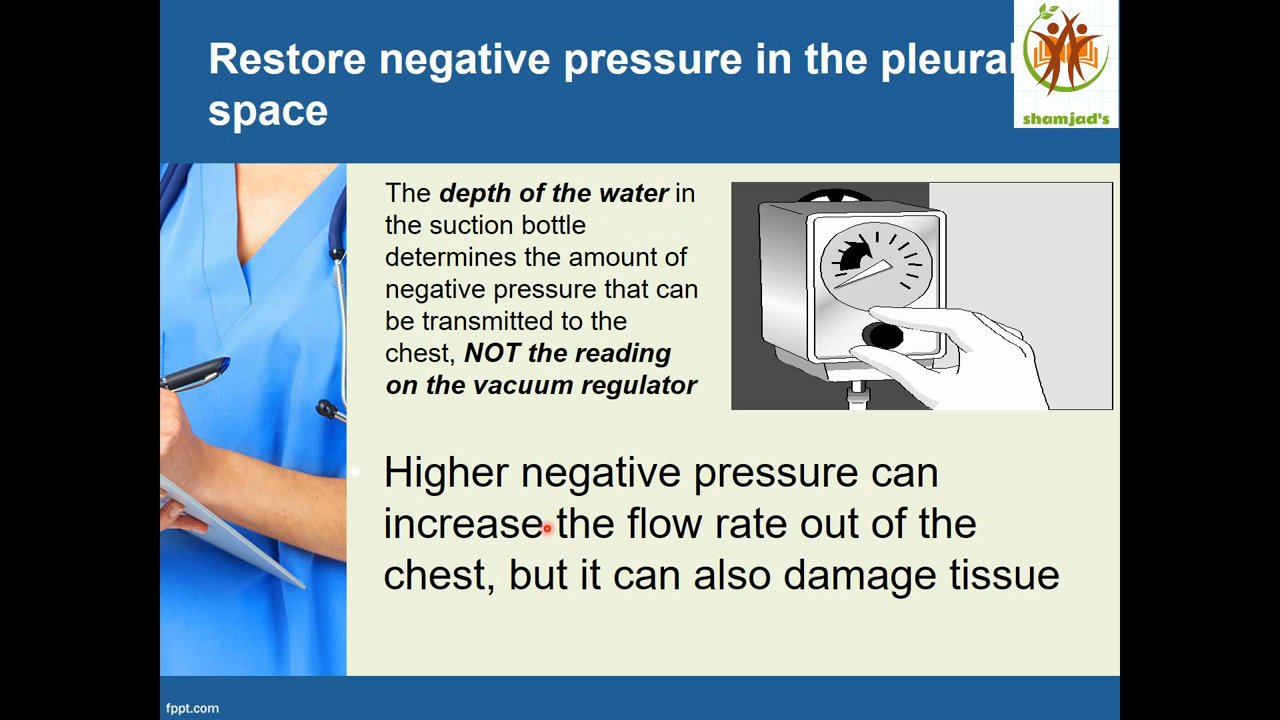 Restore negative pressure in the pleural
space
shamjad's
The depth of the water in
the suction bottle
determines the amount of
negative pressure that can
be transmitted to the
chest, NOT the reading
on the vacuum regulator
Higher negative pressure can
increase the flow rate out of the
chest, but it can also damage tissue
fppt.com